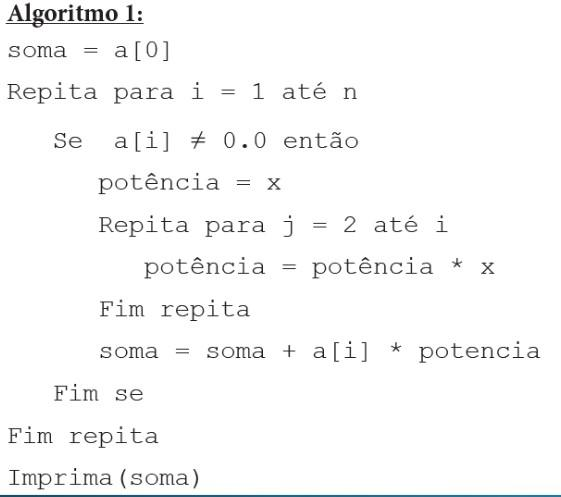 Algoritmo 1:
soma = a[0]
Repita para i = 1 até n
Se a[i] ≠ 0.0 então
potência = x
Repita para j = 2 até i
potência = potência * x
Fim repita
soma = soma + a[i] * potencia
Fim se
Fim repita
Imprima(soma)